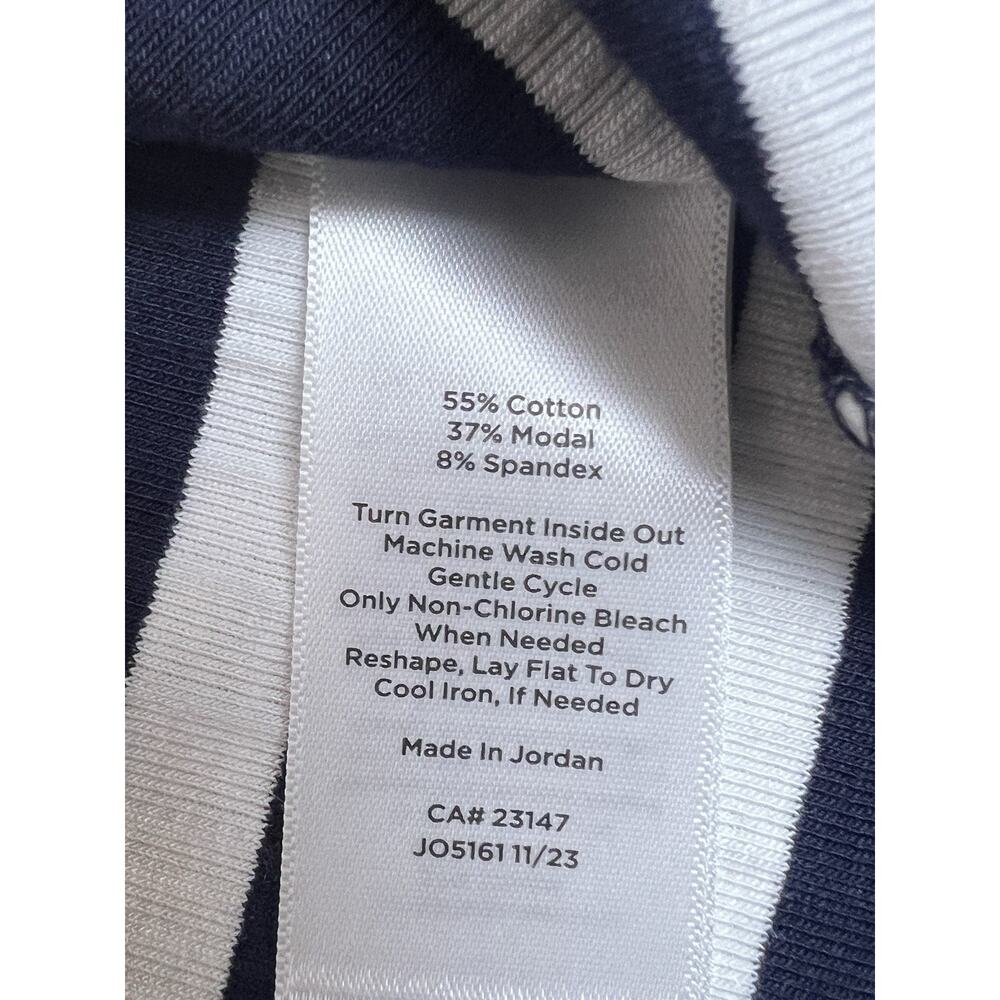 55% Cotton
37% Modal
8% Spandex
Turn Garment Inside Out
Machine Wash Cold
Gentle Cycle
Only Non-Chlorine Bleach
When Needed
Reshape, Lay Flat To Dry
Cool Iron, If Needed
Made In Jordan
CA# 23147
JO5161 11/23